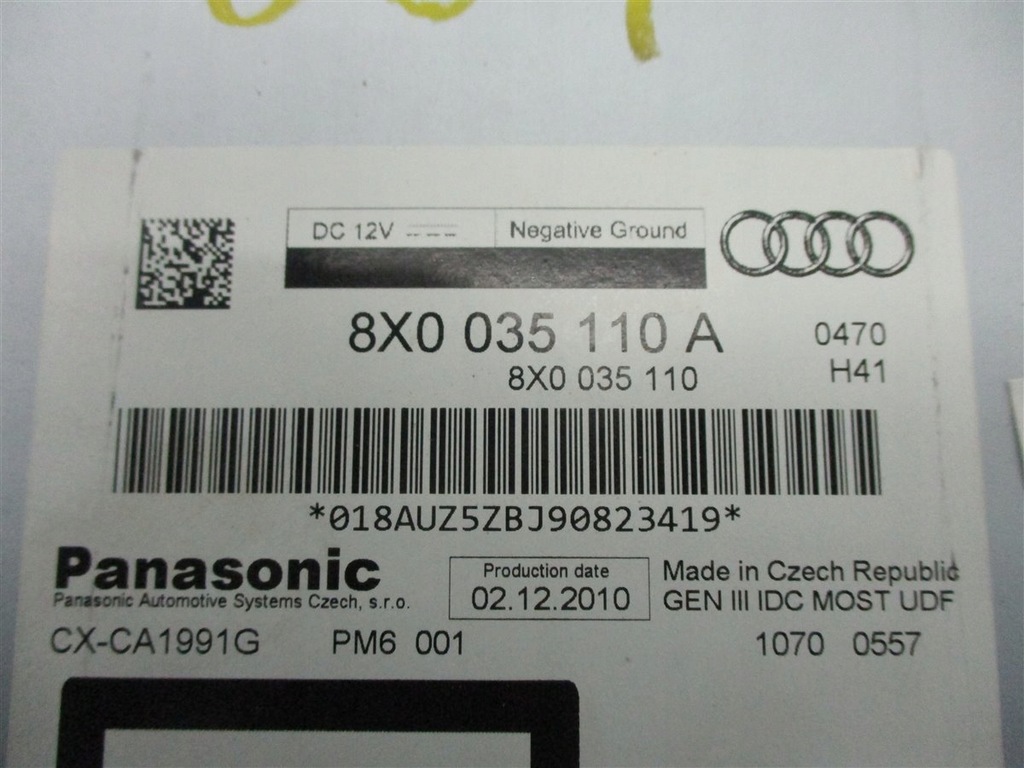 DC 12V Negative Ground
8X0 035 110 A 0470
8X0 035 110 H41
*018AUZ5ZBJ90823419*
Panasonic
Panasonic Automotive Systems Czech, s.r.o.
Production date
02.12.2010
Made in Czech Republic
GEN III IDC MOST UDF
CX-CA1991G PM6 001 1070 0557